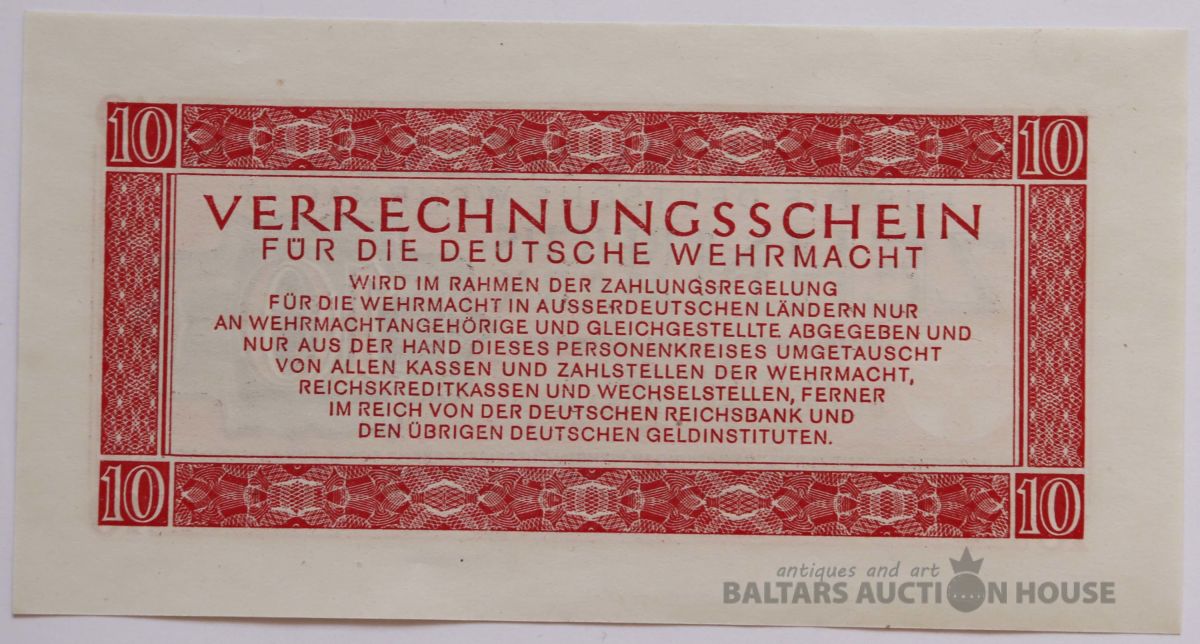 10 10
VERRECHNUNGSSCHEIN
FÜR DIE DEUTSCHE WEHRMACHT
WIRD IM RAHMEN DER ZAHLUNGSREGELUNG
FÜR DIE WEHRMACHT IN AUSSERDEUTSCHEN LÄNDERN NUR
AN WEHRMACHTANGEHÖRIGE UND GLEICHGESTELLTE ABGEGEBEN UND
NUR AUS DER HAND DIESES PERSONENKREISES UMGETAUSCHT
VON ALLEN KASSEN UND ZAHLSTELLEN DER WEHRMACHT,
REICHSKREDITKASSEN UND WECHSELSTELLEN, FERNER
IM REICH VON DER DEUTSCHEN REICHSBANK UND
DEN ÜBRIGEN DEUTSCHEN GELDINSTITUTEN.
10 10
antiques and art
BALTARS AUCTION HOUSE